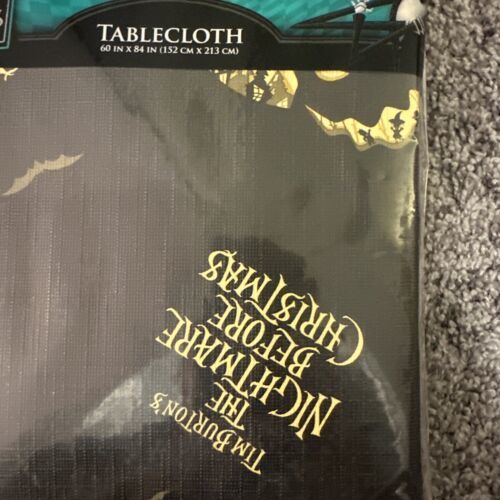 TABLECLOTH
60 IN X 84 IN (152 CM X 213 CM)
TIM BURTON'S
THE
NIGHTMARE
BEFORE
CHRISTMAS